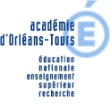 académie
d'Orléans-Tours
É
éducation
nationale
enseignement
supérieur
recherche